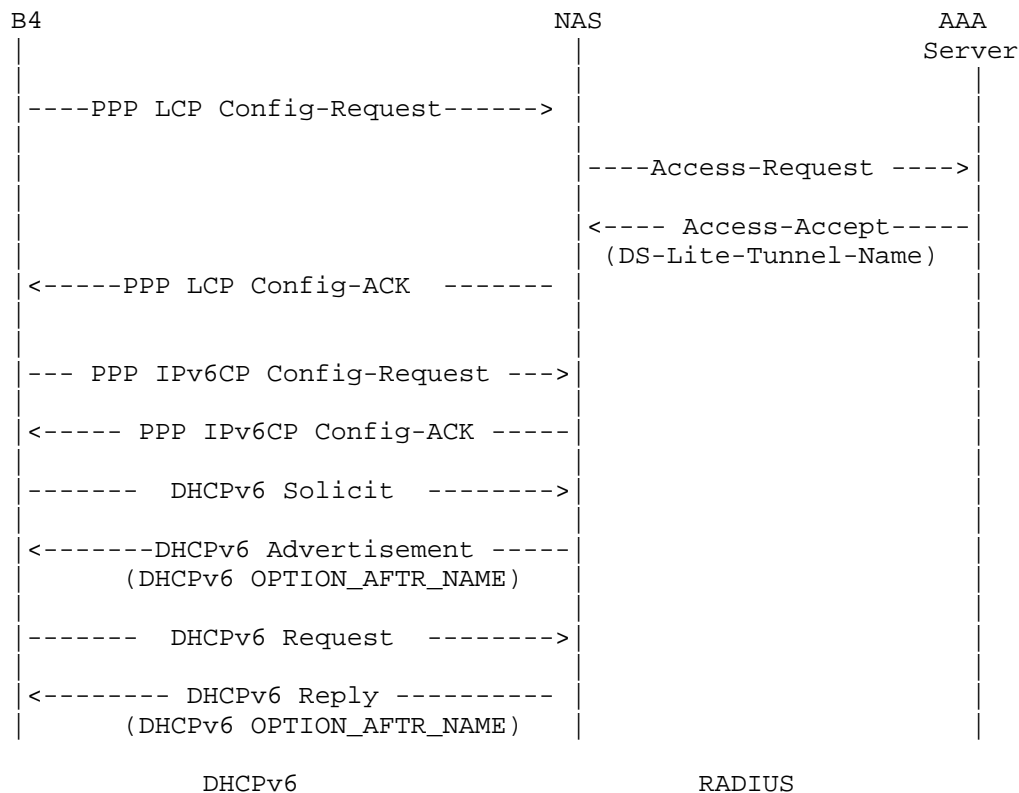 B4                                  NAS                     AAA
                                                            Server
----PPP LCP Config-Request------>
----Access-Request ---->
<---- Access-Accept-----
(DS-Lite-Tunnel-Name)
<-----PPP LCP Config-ACK  -------
--- PPP IPv6CP Config-Request --->
<----- PPP IPv6CP Config-ACK -----
-------  DHCPv6 Solicit  -------->
<-------DHCPv6 Advertisement -----
(DHCPv6 OPTION_AFTR_NAME)
-------  DHCPv6 Request  -------->
<-------- DHCPv6 Reply ----------
(DHCPv6 OPTION_AFTR_NAME)
DHCPv6                         RADIUS